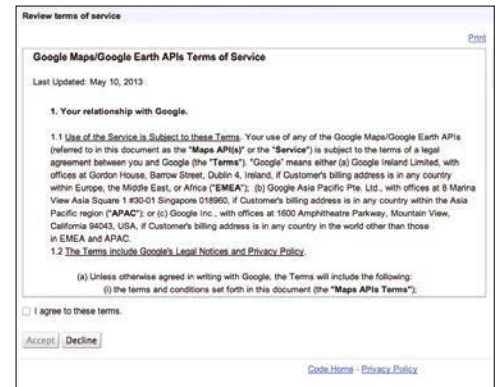 Review terms of service
Print
Google Maps/Google Earth APIs Terms of Service
Last Updated: May 10, 2013
1. Your relationship with Google.
1.1 Use of the Service is Subject to these Terms. Your use of any of the Google Maps/Google Earth APIs
(referred to in this document as the "Maps API(s)" or the "Service") is subject to the terms of a legal
agreement between you and Google (the "Terms"). "Google" means either (a) Google Ireland Limited, with
offices at Gordon House, Barrow Street, Dublin 4, Ireland, if Customer's billing address is in any country
within Europe, the Middle East, or Africa ("EMEA"); (b) Google Asia Pacific Pte. Ltd., with offices at 8 Marina
View Asia Square 1 #30-01 Singapore 018960, if Customer's billing address is in any country within the Asia
Pacific region ("APAC"); or (c) Google Inc., with offices at 1600 Amphitheatre Parkway, Mountain View,
California 94043, USA, if Customer's billing address is in any country in the world other than those
in EMEA and APAC.
1.2 The Terms include Google's Legal Notices and Privacy Policy.
(a) Unless otherwise agreed in writing with Google, the Terms will include the following:
(i) the terms and conditions set forth in this document (the "Maps APIs Terms");
I agree to these terms.
Accept Decline
Code Home - Privacy Policy